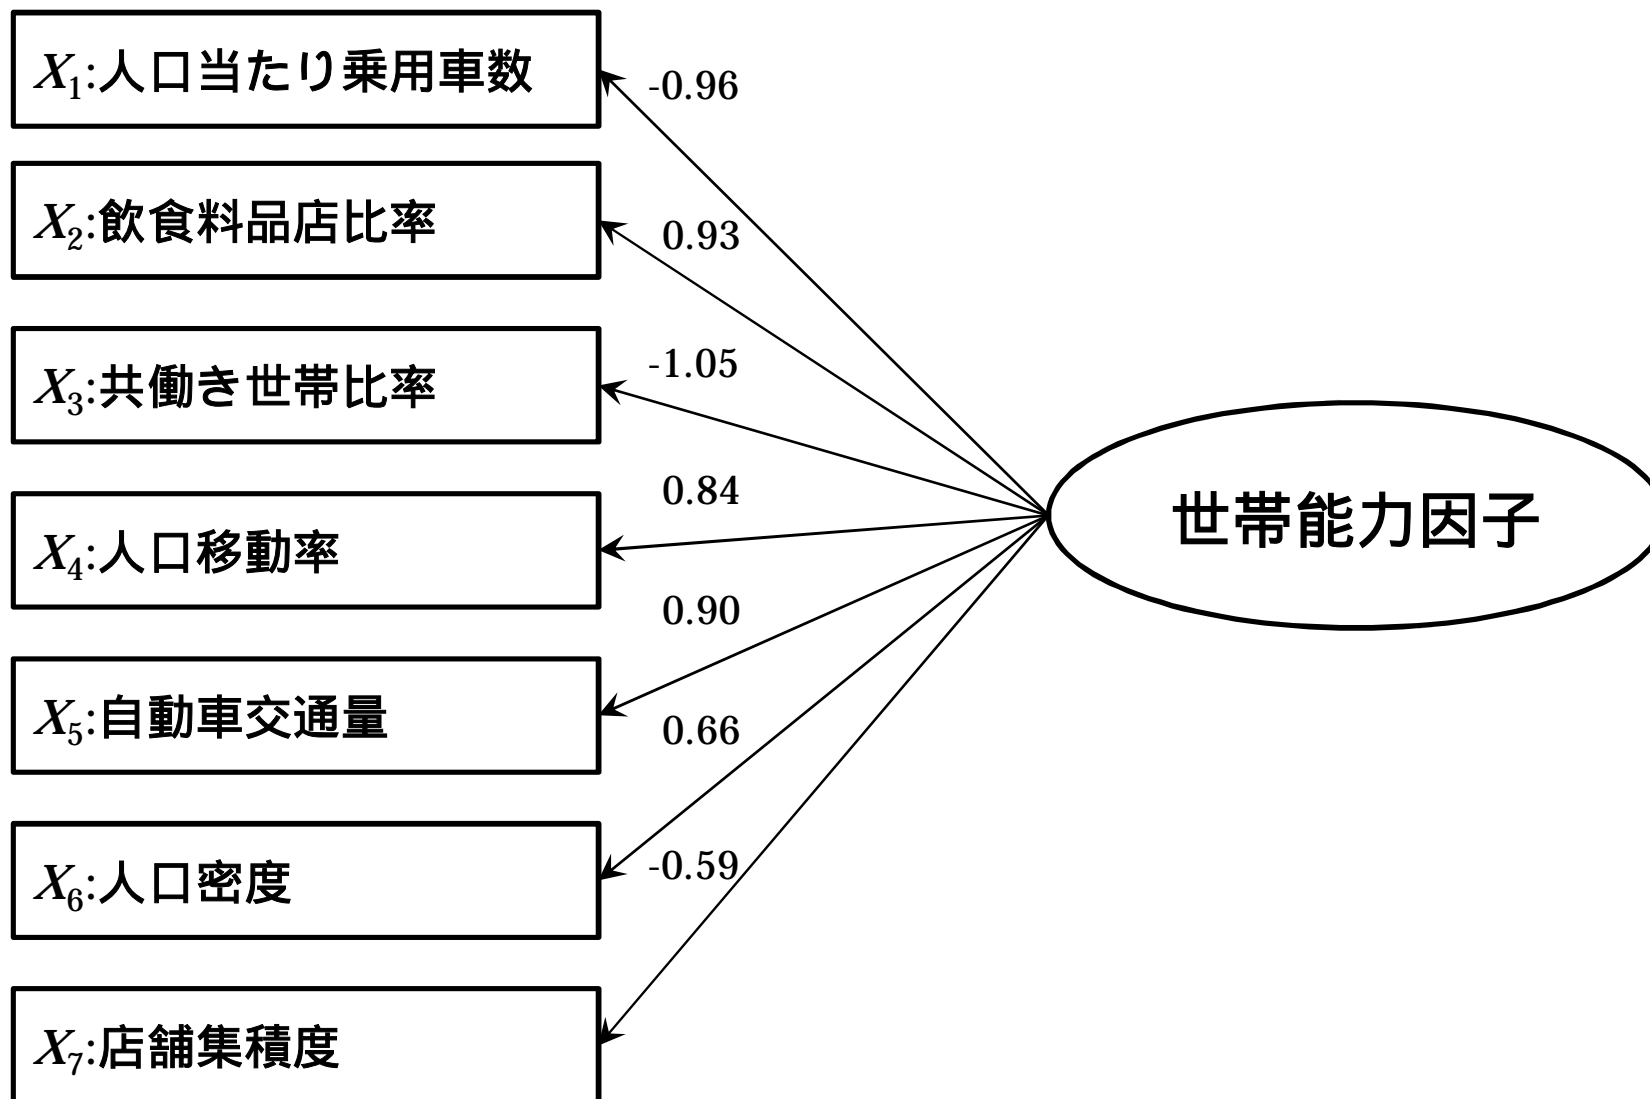 X1:人口当たり乗用車数
-0.96
X2:飲食料品店比率
0.93
X3:共働き世帯比率
-1.05
X4:人口移動率
0.84
世帯能力因子
X5:自動車交通量
0.90
X6:人口密度
0.66
X7:店舗集積度
-0.59